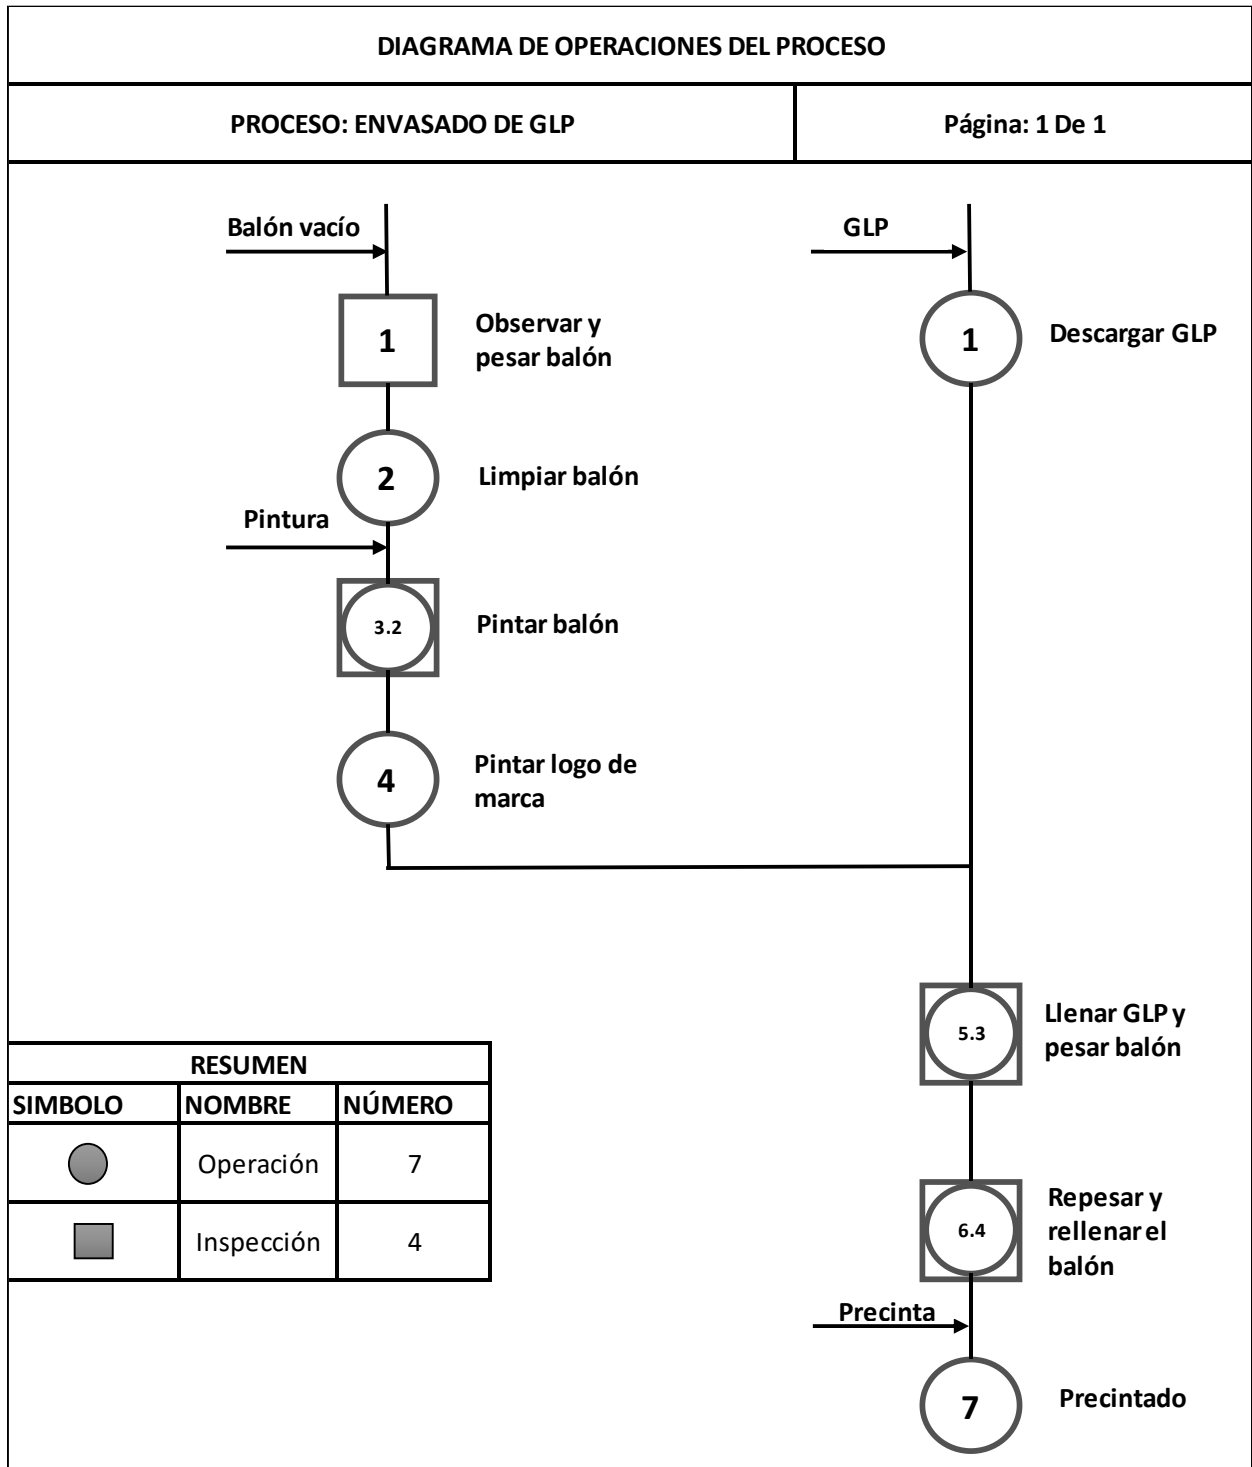 DIAGRAMA DE OPERACIONES DEL PROCESO
PROCESO: ENVASADO DE GLP
Página: 1 De 1
Balón vacío
GLP
1
Observar y
pesar balón
1
Descargar GLP
2
Limpiar balón
Pintura
3.2
Pintar balón
4
Pintar logo de
marca
5.3
Llenar GLP y
pesar balón
RESUMEN
SIMBOLO NOMBRE NÚMERO
Operación 7
Inspección 4
6.4
Repesar y
rellenar el
balón
Precinta
7
Precintado